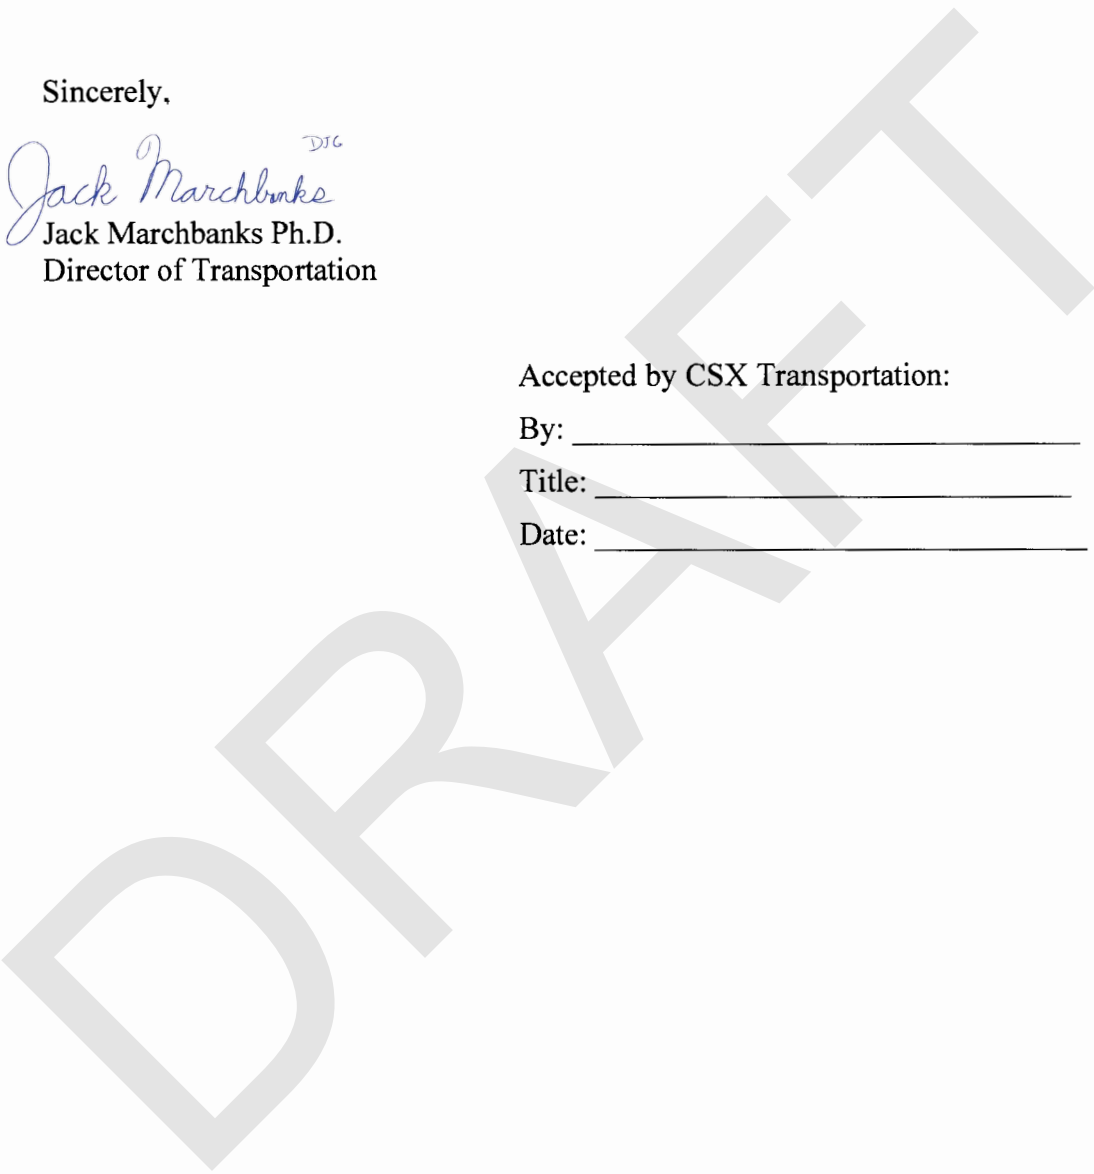 Sincerely,
DJG
Jack Marchbanks
Jack Marchbanks Ph.D.
Director of Transportation
Accepted by CSX Transportation:
By:
Title:
Date:
DRAFT